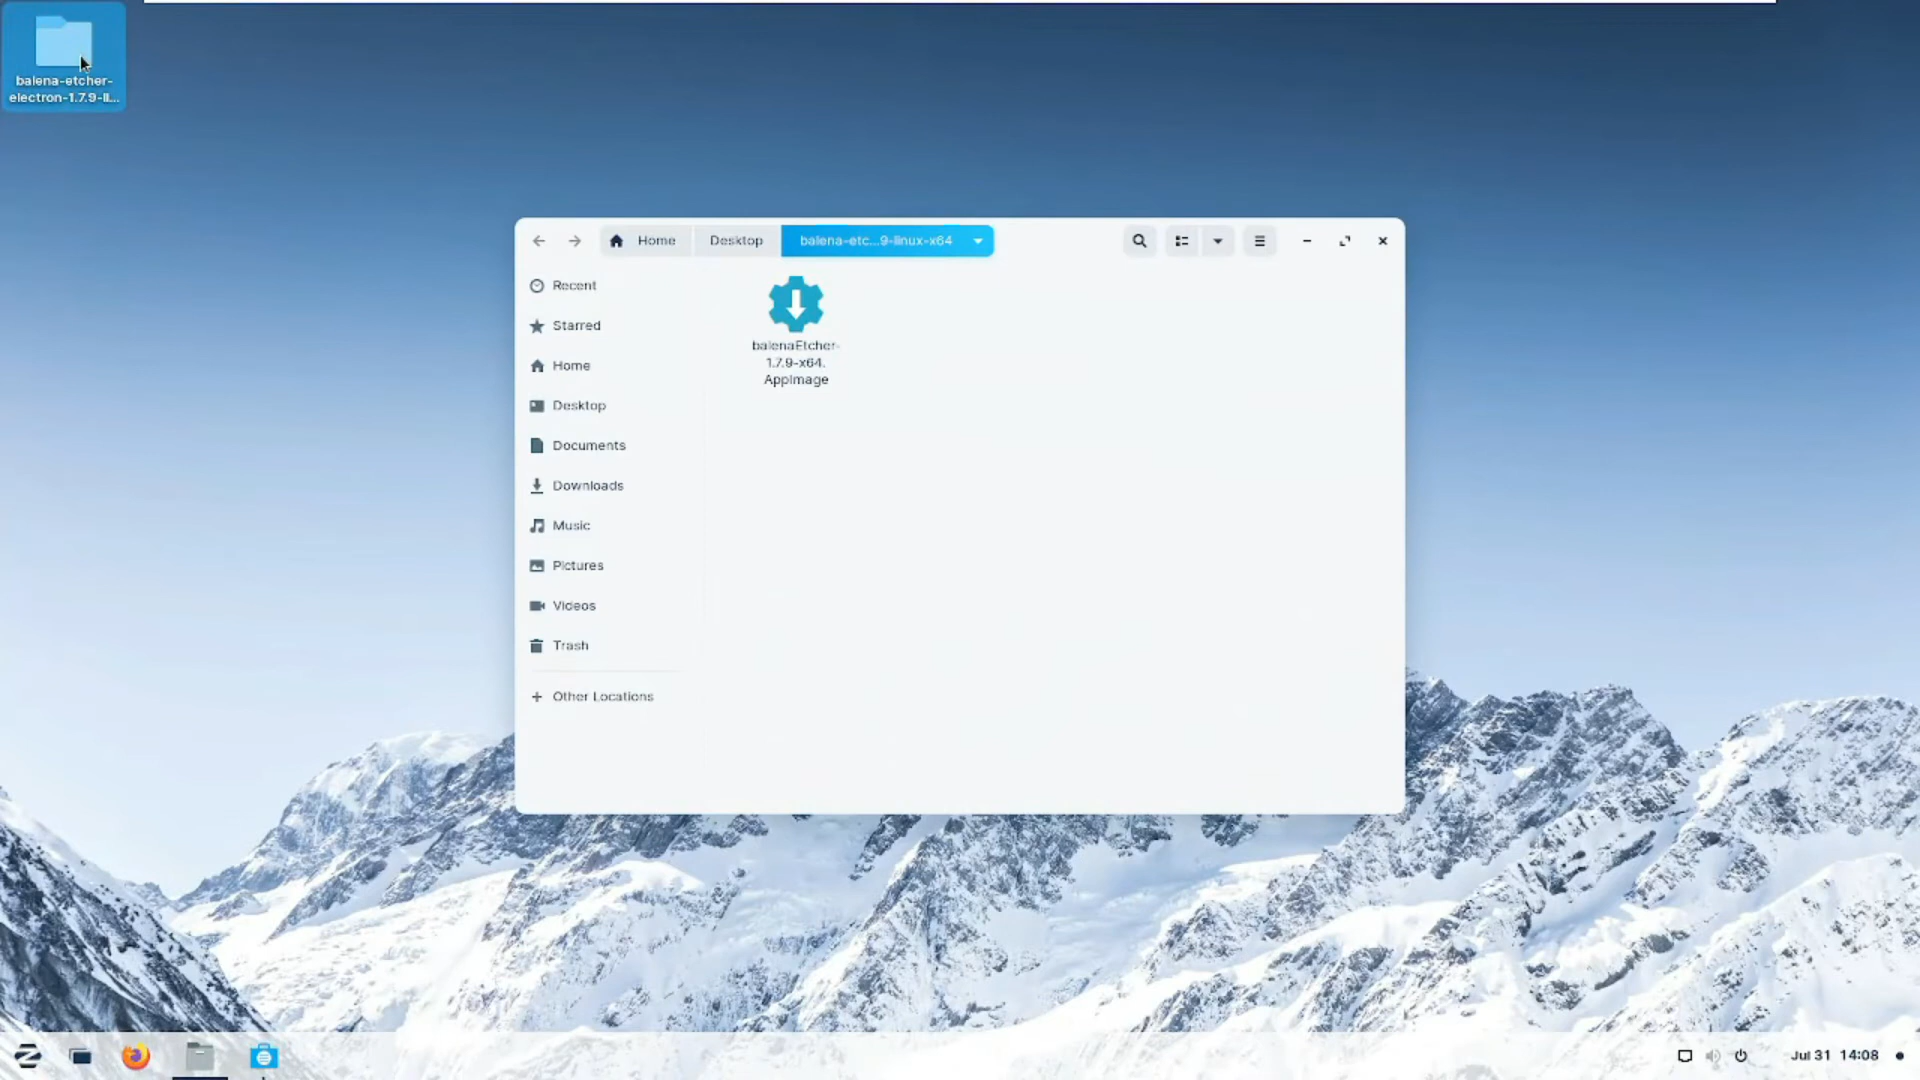 balena-etcher-
electron-1.7.9-li...
Home
Desktop
balena-etc...9-linux-x64
Recent
Starred
Home
Desktop
Documents
Downloads
Music
Pictures
Videos
Trash
Other Locations
balenaEtcher-
1.7.9-x64.
AppImage
Jul 31 14:08